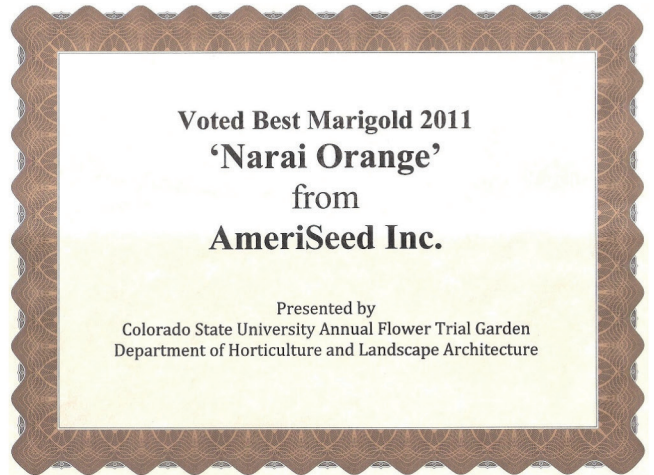 Voted Best Marigold 2011
‘Narai Orange’
from
AmeriSeed Inc.
Presented by
Colorado State University Annual Flower Trial Garden
Department of Horticulture and Landscape Architecture